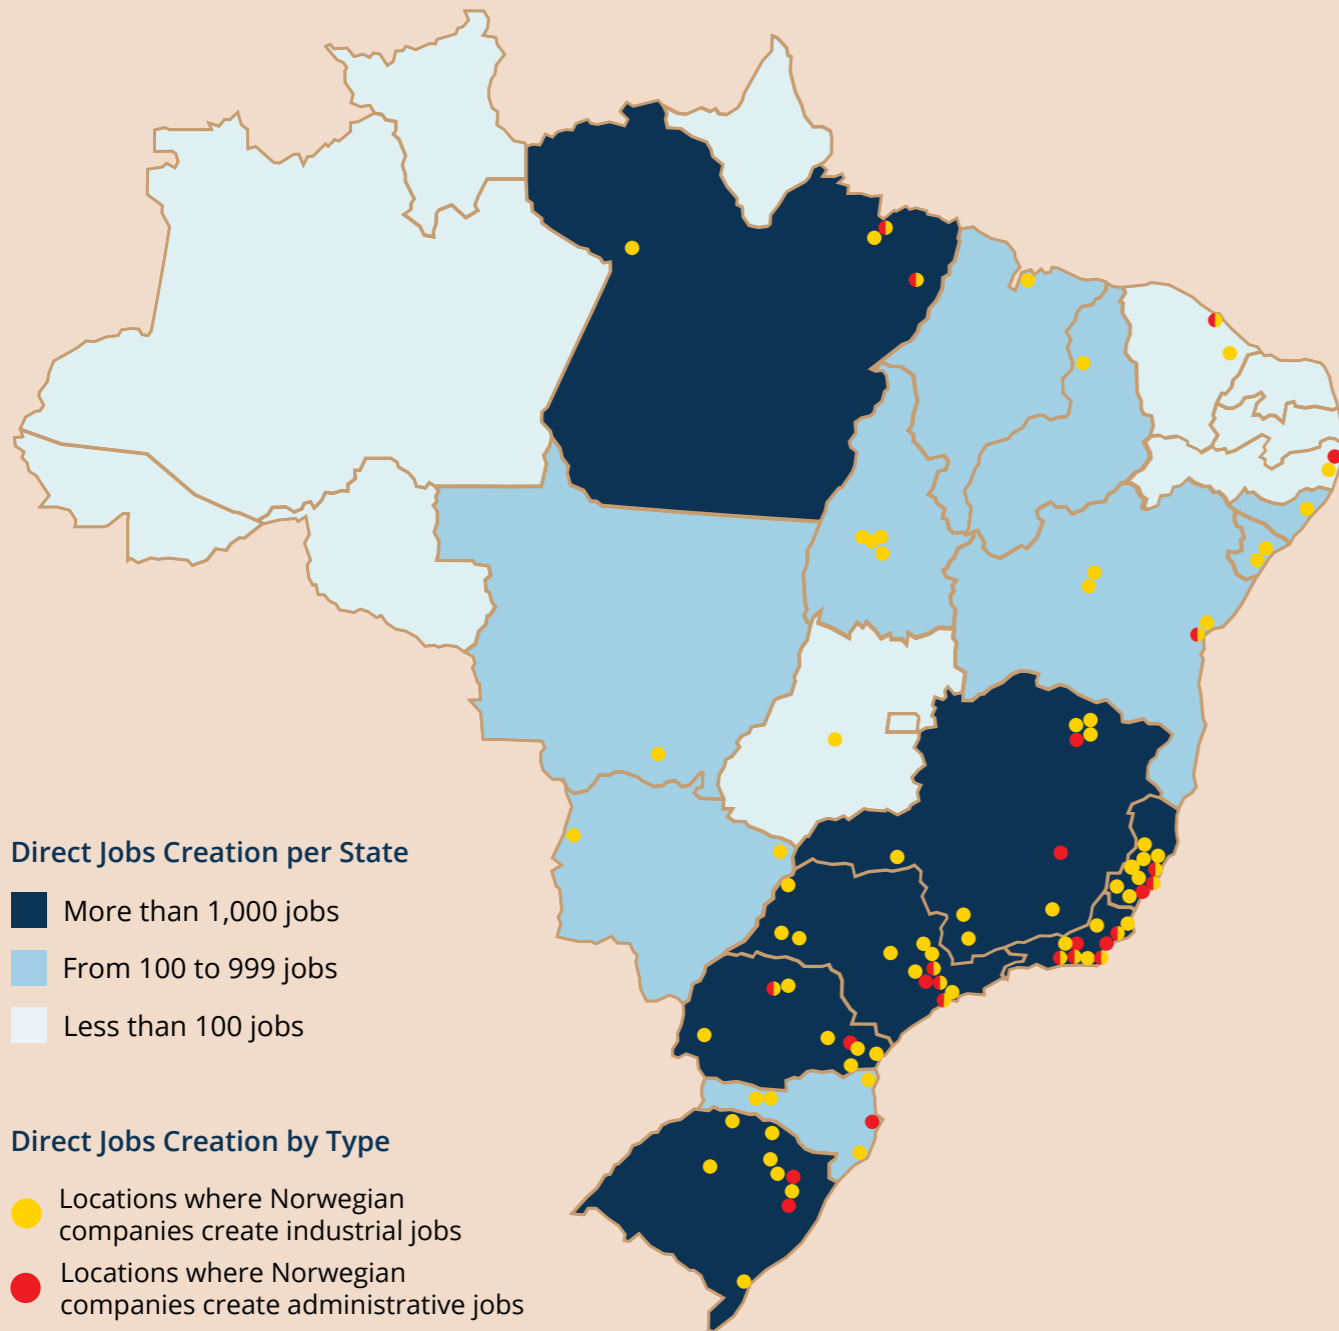 Direct Jobs Creation per State
More than 1,000 jobs
From 100 to 999 jobs
Less than 100 jobs
Direct Jobs Creation by Type
Locations where Norwegian
companies create industrial jobs
Locations where Norwegian
companies create administrative jobs